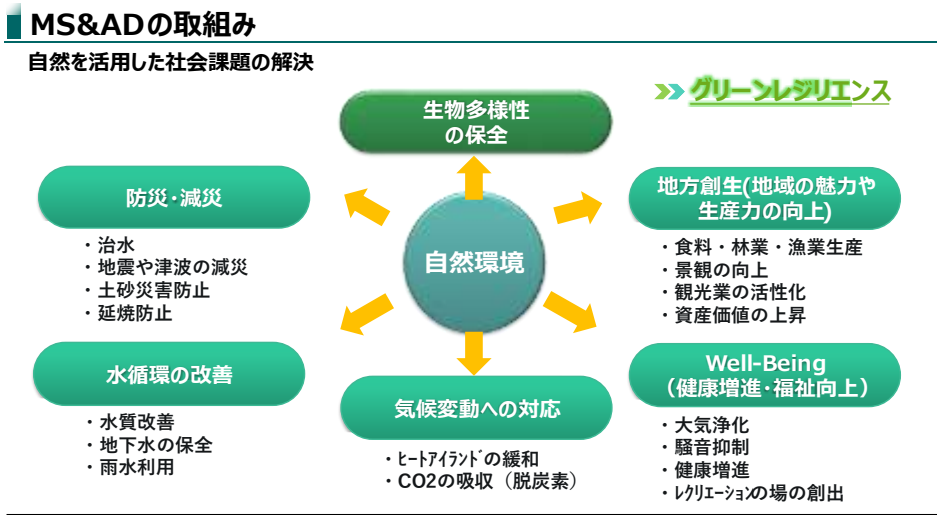 MS&ADの取組み
自然を活用した社会課題の解決
グリーンレジリエンス
生物多様性
の保全
防災・減災
・治水
・地震や津波の減災
・土砂災害防止
・延焼防止
地方創生(地域の魅力や
生産力の向上)
・食料・林業・漁業生産
・景観の向上
・観光業の活性化
・資産価値の上昇
自然環境
水循環の改善
・水質改善
・地下水の保全
・雨水利用
気候変動への対応
・ﾋｰﾄｱｲﾗﾝﾄﾞの緩和
・CO2の吸収（脱炭素）
Well-Being
（健康増進・福祉向上）
・大気浄化
・騒音抑制
・健康増進
・ﾚｸﾘｴｰｼｮﾝの場の創出